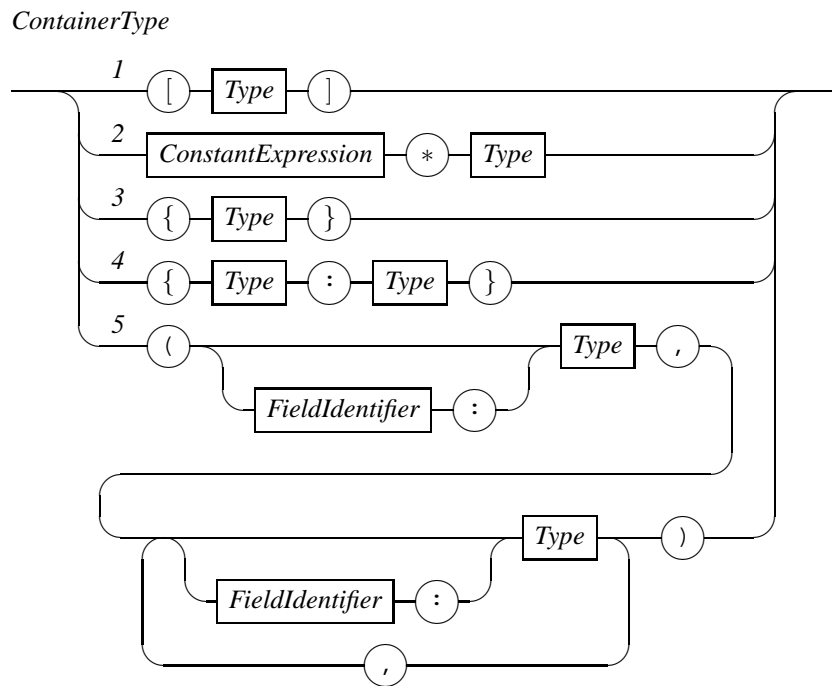 ContainerType
1 [ Type ]
2 ConstantExpression * Type
3 { Type }
4 { Type : Type }
5 ( Type ,
FieldIdentifier :
Type )
FieldIdentifier :
,